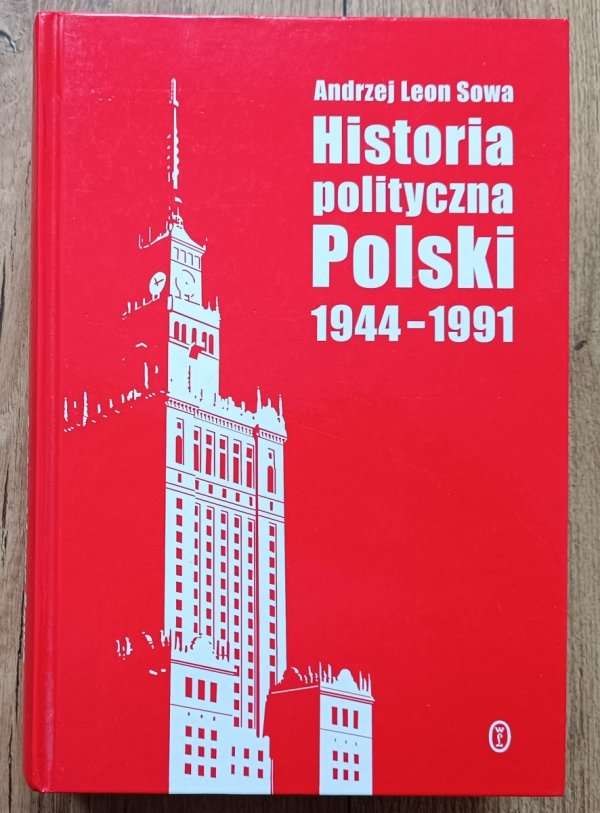 Andrzej Leon Sowa
Historia
polityczna
Polski
1944-1991